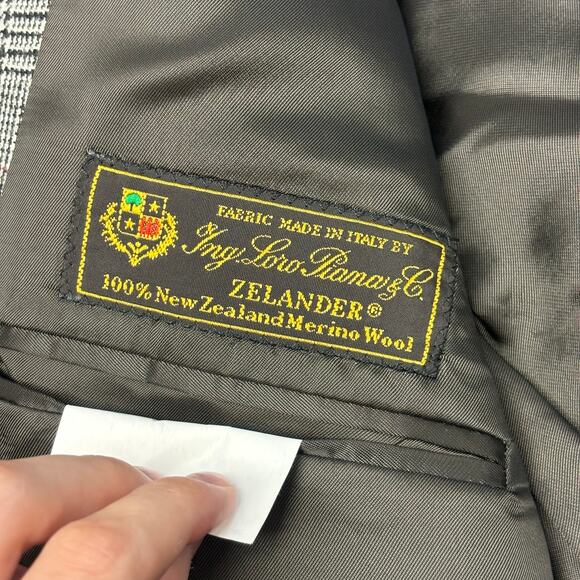 FABRIC MADE IN ITALY BY
Ing. Loro Piana & C.
ZELANDER®
100% New Zealand Merino Wool